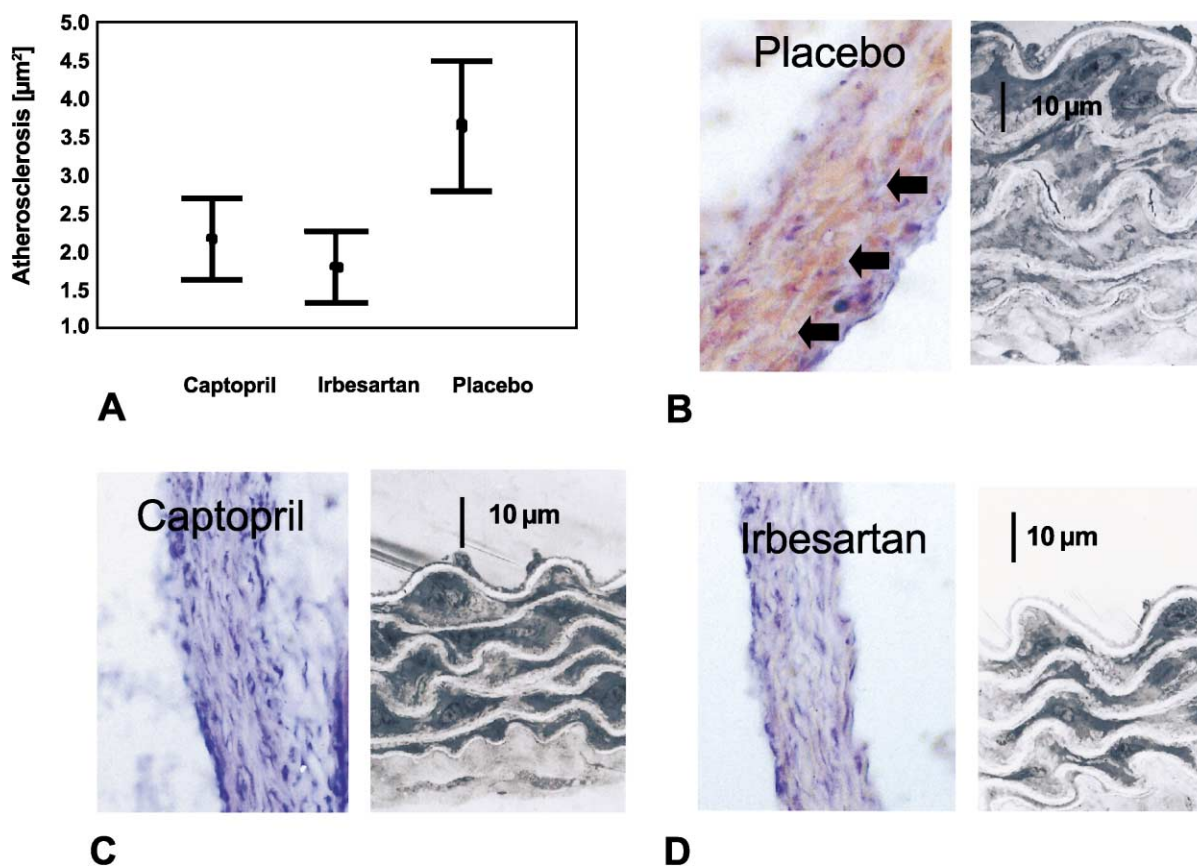 Atherosclerosis [µm²]
5.0
4.5
4.0
3.5
3.0
2.5
2.0
1.5
1.0
Captopril Irbesartan Placebo
A
Placebo
10 µm
B
Captopril
10 µm
C
Irbesartan
10 µm
D